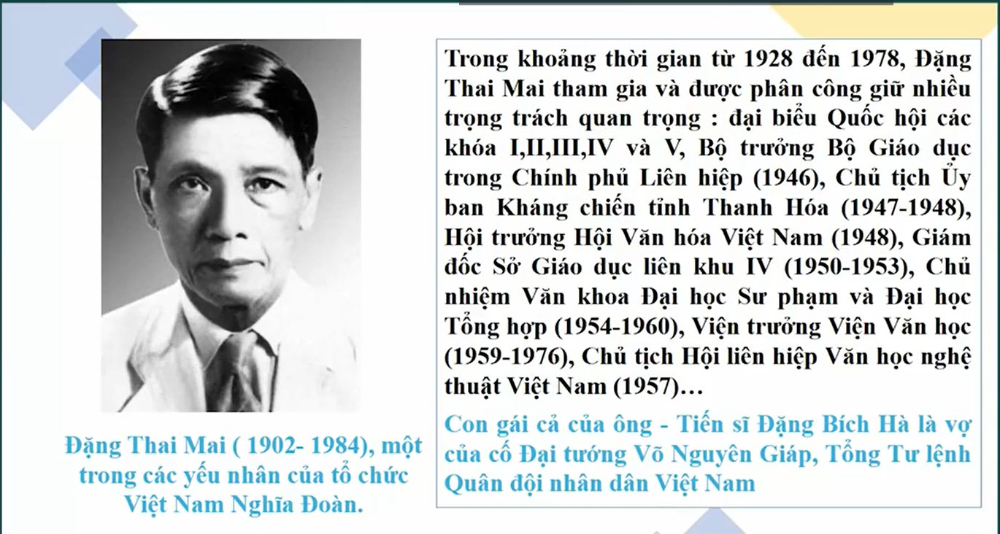 Trong khoảng thời gian từ 1928 đến 1978, Đặng
Thai Mai tham gia và được phân công giữ nhiều
trọng trách quan trọng : đại biểu Quốc hội các
khóa I,II,III,IV và V, Bộ trưởng Bộ Giáo dục
trong Chính phủ Liên hiệp (1946), Chủ tịch Ủy
ban Kháng chiến tỉnh Thanh Hóa (1947-1948),
Hội trưởng Hội Văn hóa Việt Nam (1948), Giám
đốc Sở Giáo dục liên khu IV (1950-1953), Chủ
nhiệm Văn khoa Đại học Sư phạm và Đại học
Tổng hợp (1954-1960), Viện trưởng Viện Văn học
(1959-1976), Chủ tịch Hội liên hiệp Văn học nghệ
thuật Việt Nam (1957)…
Con gái cả của ông - Tiến sĩ Đặng Bích Hà là vợ
của cố Đại tướng Võ Nguyên Giáp, Tổng Tư lệnh
Quân đội nhân dân Việt Nam
Đặng Thai Mai ( 1902- 1984), một
trong các yếu nhân của tổ chức
Việt Nam Nghĩa Đoàn.